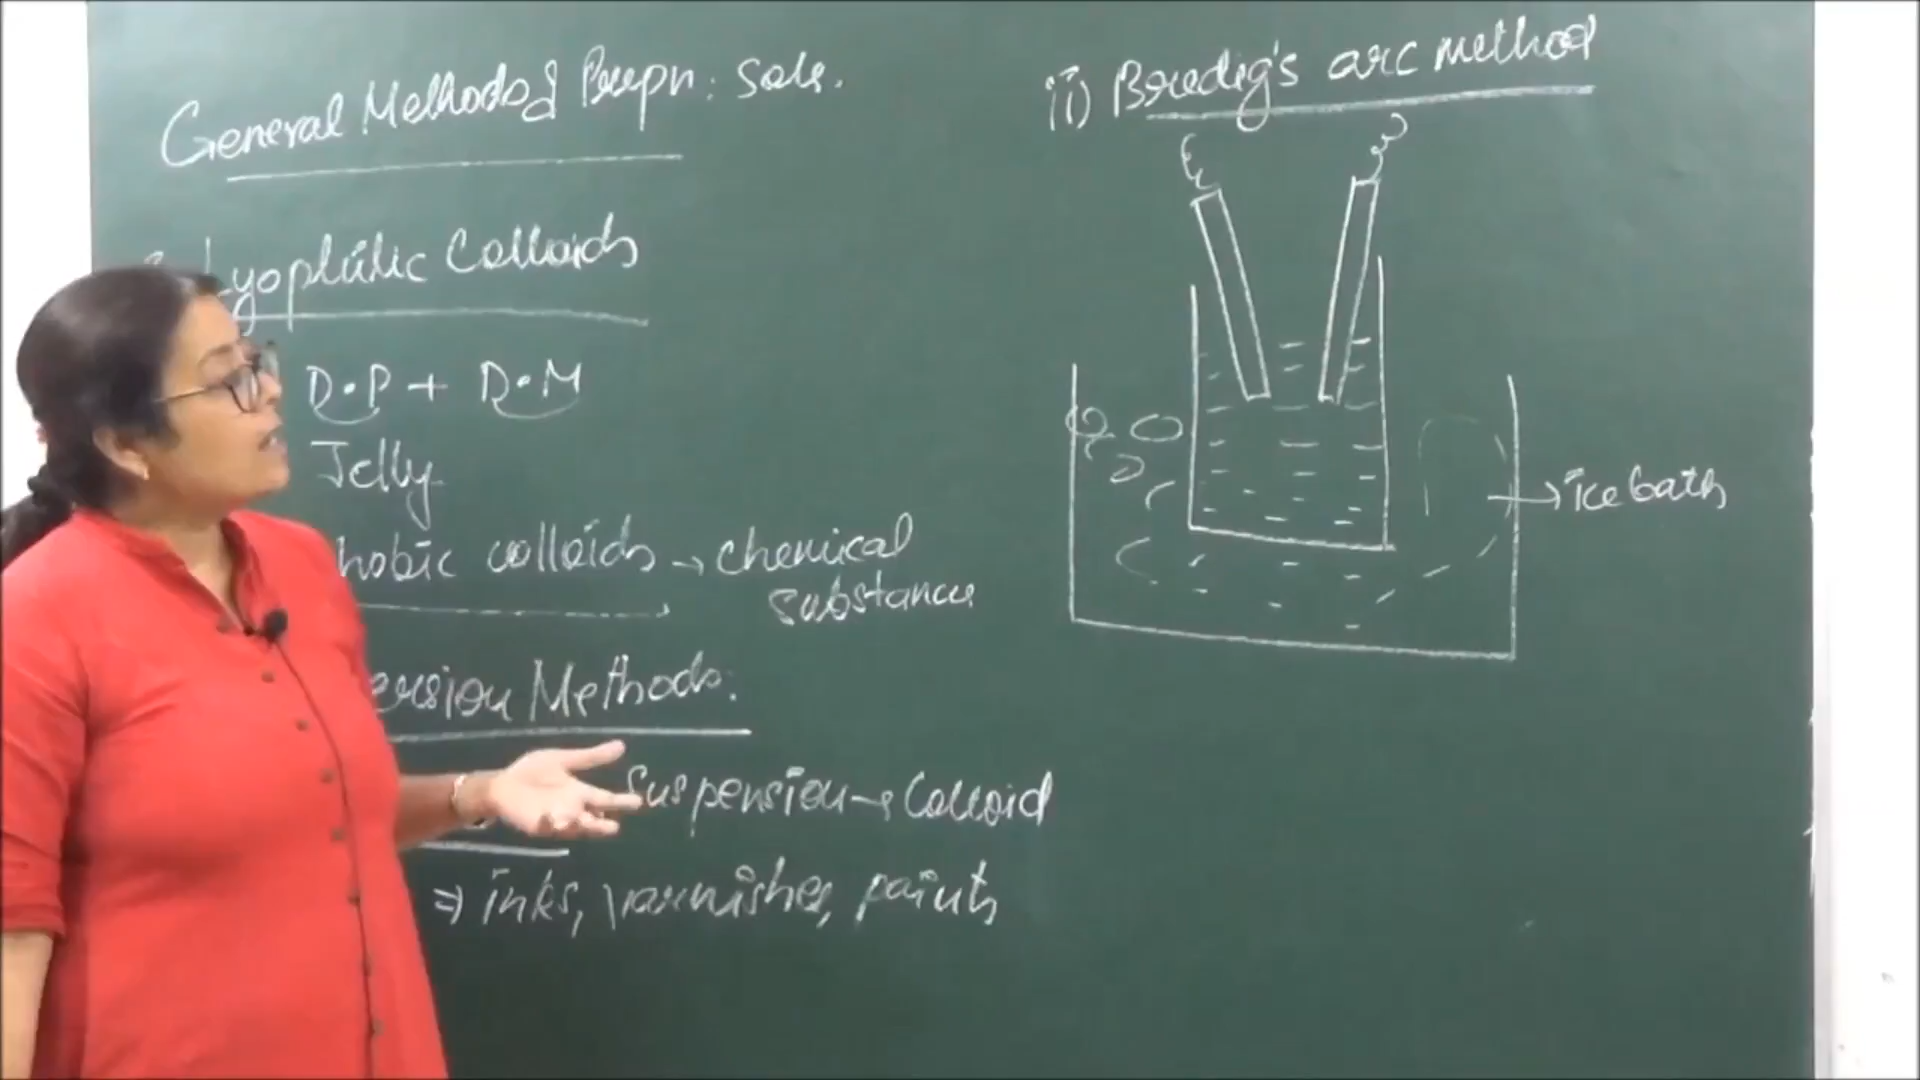 General Methods of Prepn: Sols.
Lyophilic Colloids
D.P + D.M
Jelly
hobic colloids → chemical
substances
ersion Methods:
Suspension → Colloid
⇒ inks, varnishes, paints
ii) Bredig's arc method
→ ice bath